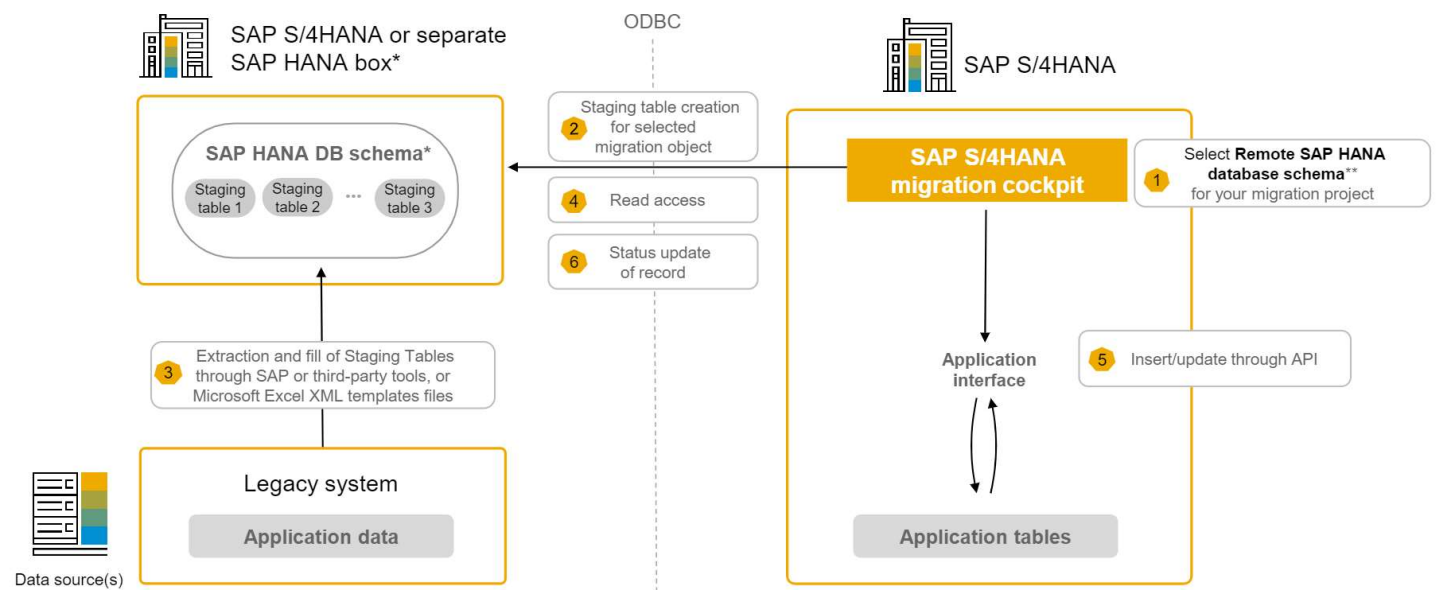 ODBC
SAP S/4HANA or separate
SAP HANA box*
SAP S/4HANA
SAP HANA DB schema*
Staging
table 1
Staging
table 2
...
Staging
table 3
2
Staging table creation
for selected
migration object
4
Read access
6
Status update
of record
SAP S/4HANA
migration cockpit
1
Select Remote SAP HANA
database schema**
for your migration project
3
Extraction and fill of Staging Tables
through SAP or third-party tools, or
Microsoft Excel XML templates files
Application
interface
5
Insert/update through API
Legacy system
Application data
Application tables
Data source(s)